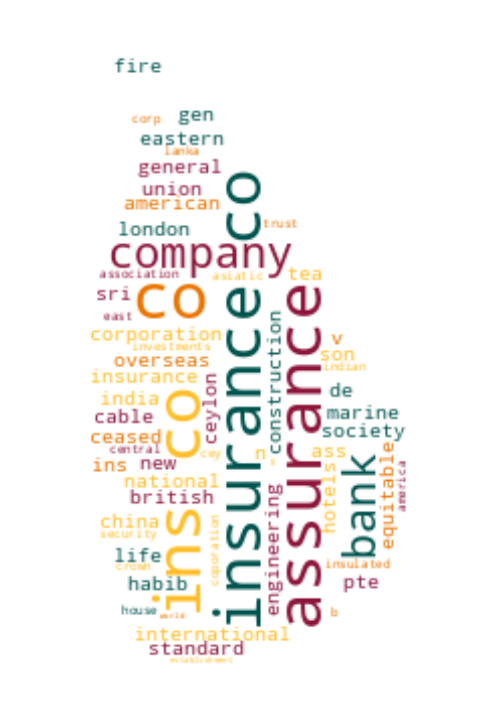 fire
corp
gen
eastern
lanka
general
union
american
co
trust
london
company
association
asiatic
tea
sri
co
east
insurance
assurance
corporation
investments
construction
v
son
overseas
indian
insurance
ceylon
india
co
de
cable
marine
society
ceased
central
cey
n
ass
ins
new
bank
equitable
america
national
hotels
british
engineering
ins
china
security
coporation
life
crown
insulated
habib
pte
house
world
b
international
standard
establishment